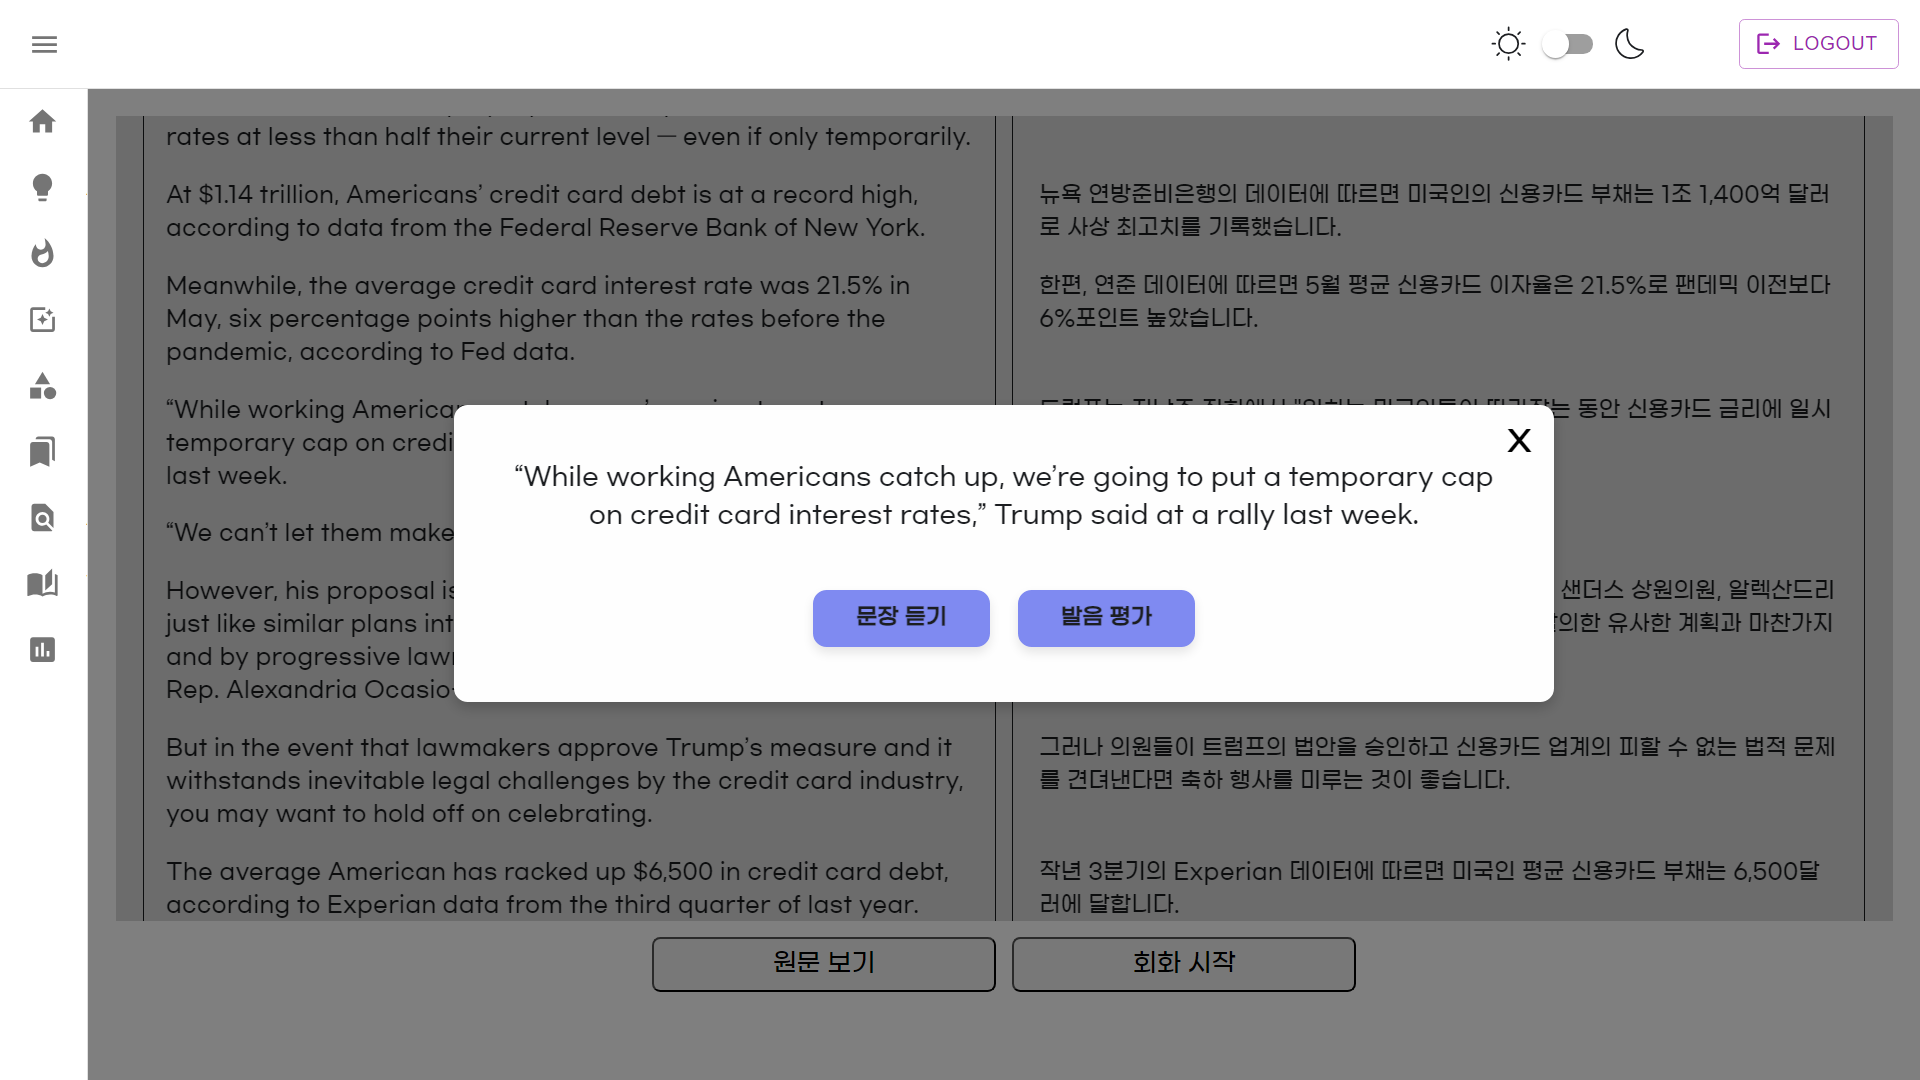 LOGOUT
rates at less than half their current level — even if only temporarily.
At $1.14 trillion, Americans’ credit card debt is at a record high,
according to data from the Federal Reserve Bank of New York.
Meanwhile, the average credit card interest rate was 21.5% in
May, six percentage points higher than the rates before the
pandemic, according to Fed data.
“While working
temporary cap on
last week.
“We can’t let them make
However, his proposal
just like similar plans
and by progressive
Rep. Alexandria
But in the event that lawmakers approve Trump’s measure and it
withstands inevitable legal challenges by the credit card industry,
you may want to hold off on celebrating.
The average American has racked up $6,500 in credit card debt,
according to Experian data from the third quarter of last year.
뉴욕 연방준비은행의 데이터에 따르면 미국인의 신용카드 부채는 1조 1,400억 달러
로 사상 최고치를 기록했습니다.
한편, 연준 데이터에 따르면 5월 평균 신용카드 이자율은 21.5%로 팬데믹 이전보다
6%포인트 높았습니다.
동안 신용카드 금리에 일시
샌더스 상원의원, 알렉산드리
유사한 계획과 마찬가지
그러나 의원들이 트럼프의 법안을 승인하고 신용카드 업계의 피할 수 없는 법적 문제
를 견뎌낸다면 축하 행사를 미루는 것이 좋습니다.
작년 3분기의 Experian 데이터에 따르면 미국인 평균 신용카드 부채는 6,500달
러에 달합니다.
X
“While working Americans catch up, we’re going to put a temporary cap
on credit card interest rates,” Trump said at a rally last week.
문장 듣기
발음 평가
원문 보기
회화 시작